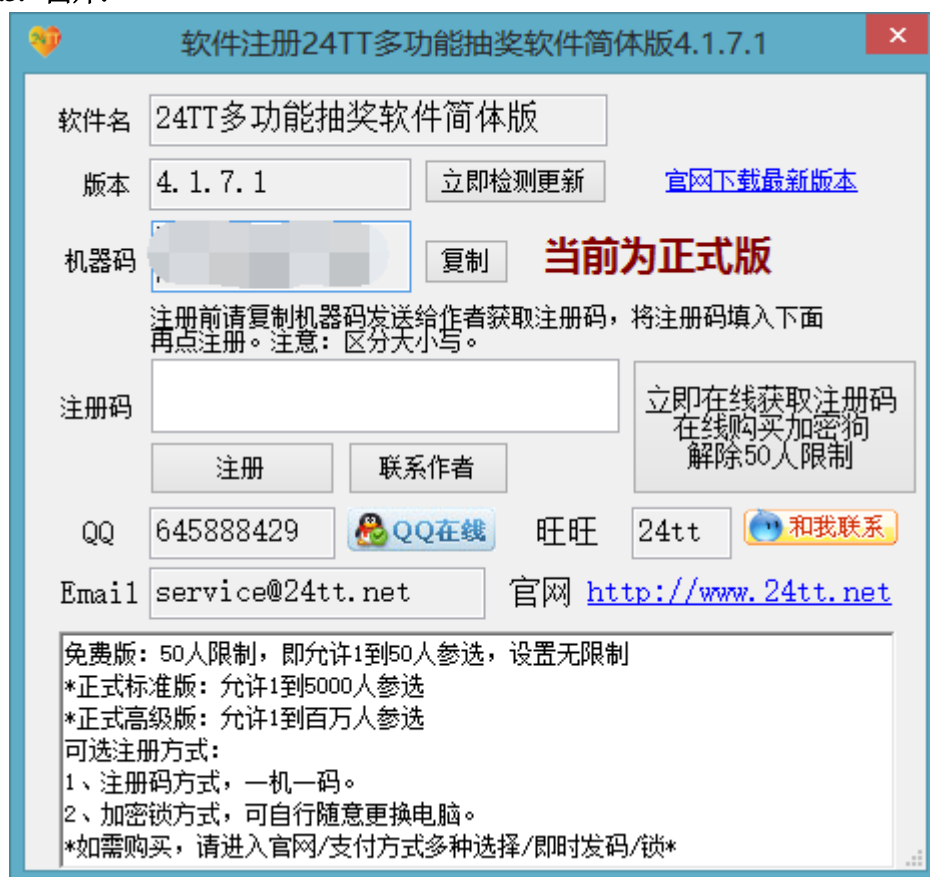 软件注册24TT多功能抽奖软件简体版4.1.7.1
软件名 24TT多功能抽奖软件简体版
版本 4.1.7.1 立即检测更新 官网下载最新版本
机器码 复制 当前为正式版
注册前请复制机器码发送给作者获取注册码，将注册码填入下面
再点注册。注意：区分大小写。
注册码
立即在线获取注册码
在线购买加密狗
解除50人限制
注册 联系作者
QQ 645888429 QQ在线 旺旺 24tt 和我联系
Email service@24tt.net 官网 http://www.24tt.net
免费版：50人限制，即允许1到50人参选，设置无限制
*正式标准版：允许1到5000人参选
*正式高级版：允许1到百万人参选
可选注册方式：
1、注册码方式，一机一码。
2、加密锁方式，可自行随意更换电脑。
*如需购买，请进入官网/支付方式多种选择/即时发码/锁*